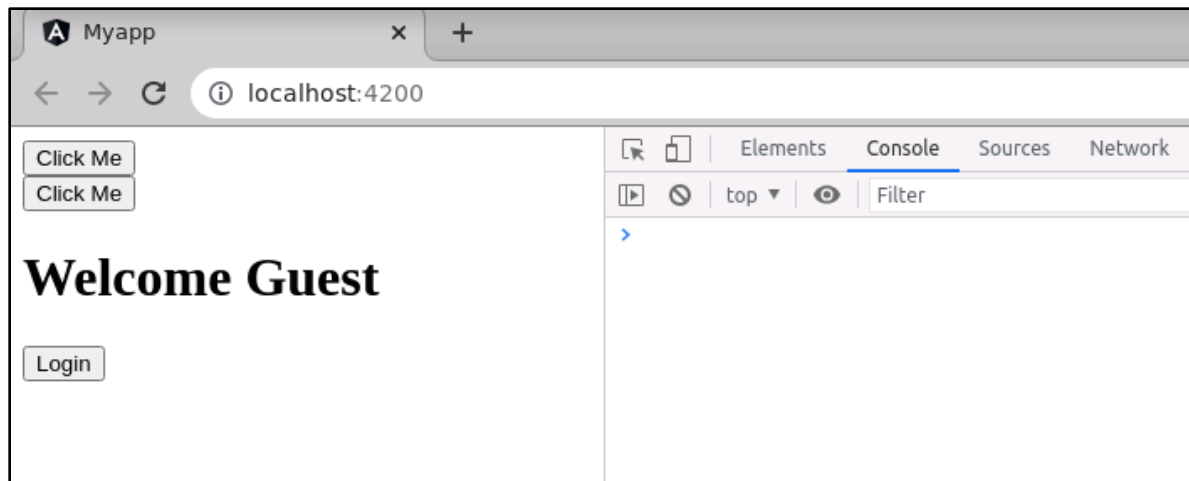 Myapp
localhost:4200
Click Me
Click Me
Welcome Guest
Login
Elements Console Sources Network
top Filter